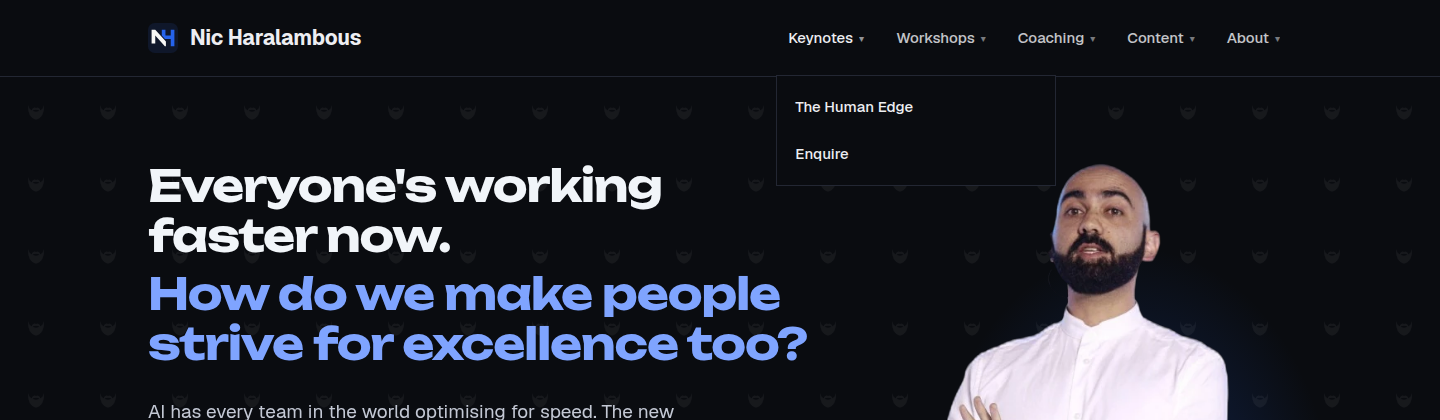 NH Nic Haralambous
Keynotes ▾ Workshops ▾ Coaching ▾ Content ▾ About ▾
The Human Edge
Enquire
Everyone's working
faster now.
How do we make people
strive for excellence too?
AI has every team in the world optimising for speed. The new